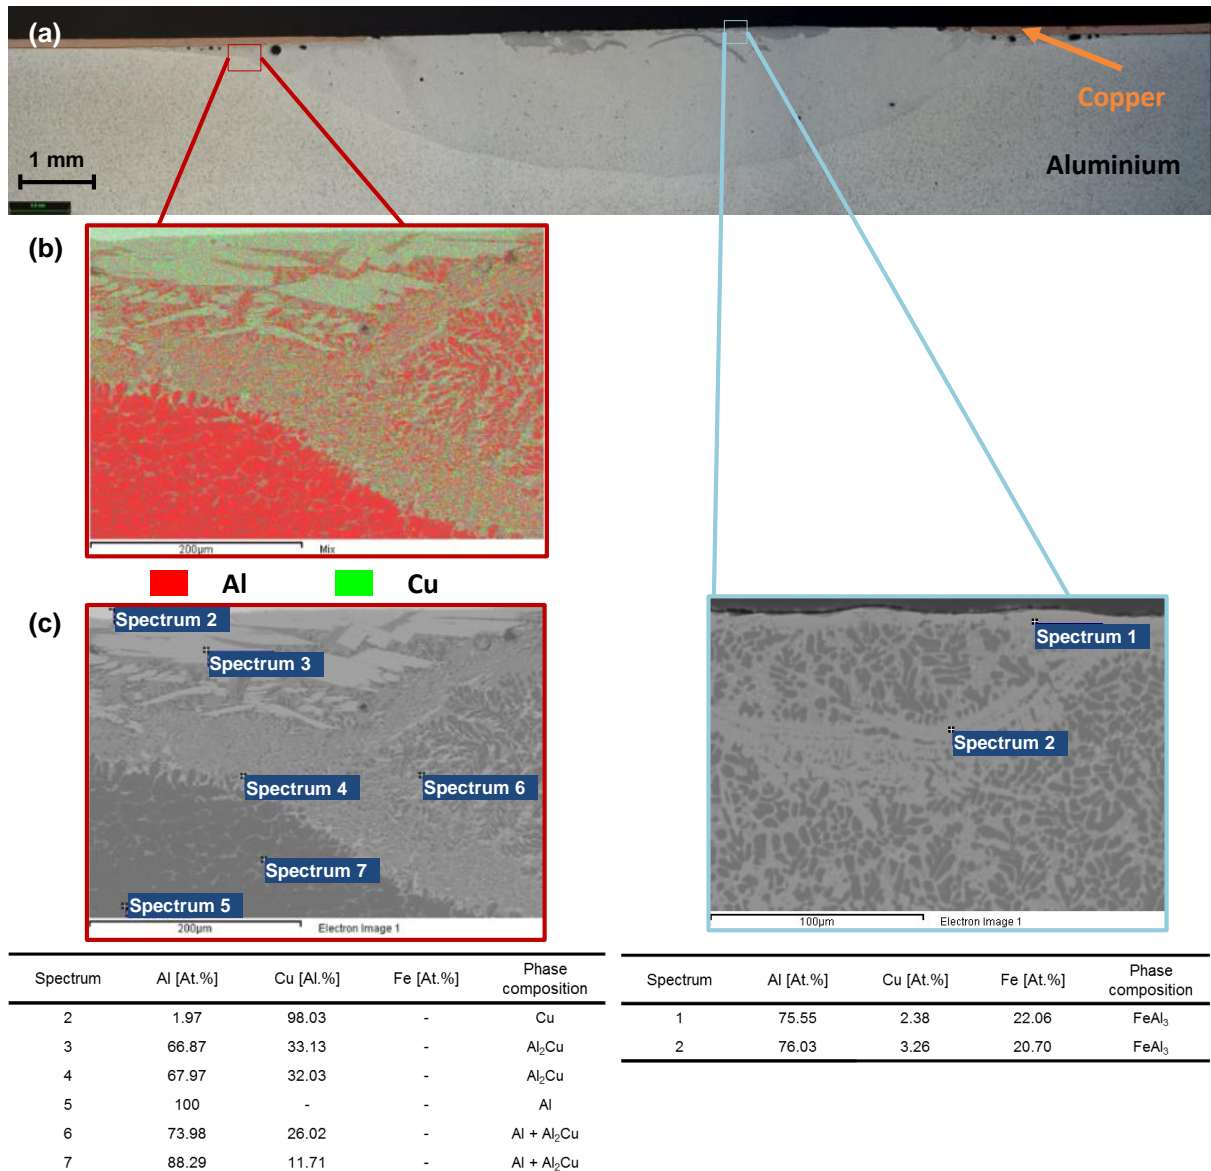 (a)
Copper
Aluminium
1 mm
(b)
200µm Mix
Al Cu
(c)
Spectrum 2
Spectrum 3
Spectrum 4
Spectrum 6
Spectrum 7
Spectrum 5
200µm Electron Image 1
Spectrum 1
Spectrum 2
100µm Electron Image 1
Spectrum Al [At.%] Cu [Al.%] Fe [At.%] Phase composition
2 1.97 98.03 - Cu
3 66.87 33.13 - Al₂Cu
4 67.97 32.03 - Al₂Cu
5 100 - - Al
6 73.98 26.02 - Al + Al₂Cu
7 88.29 11.71 - Al + Al₂Cu
Spectrum Al [At.%] Cu [At.%] Fe [At.%] Phase composition
1 75.55 2.38 22.06 FeAl₃
2 76.03 3.26 20.70 FeAl₃